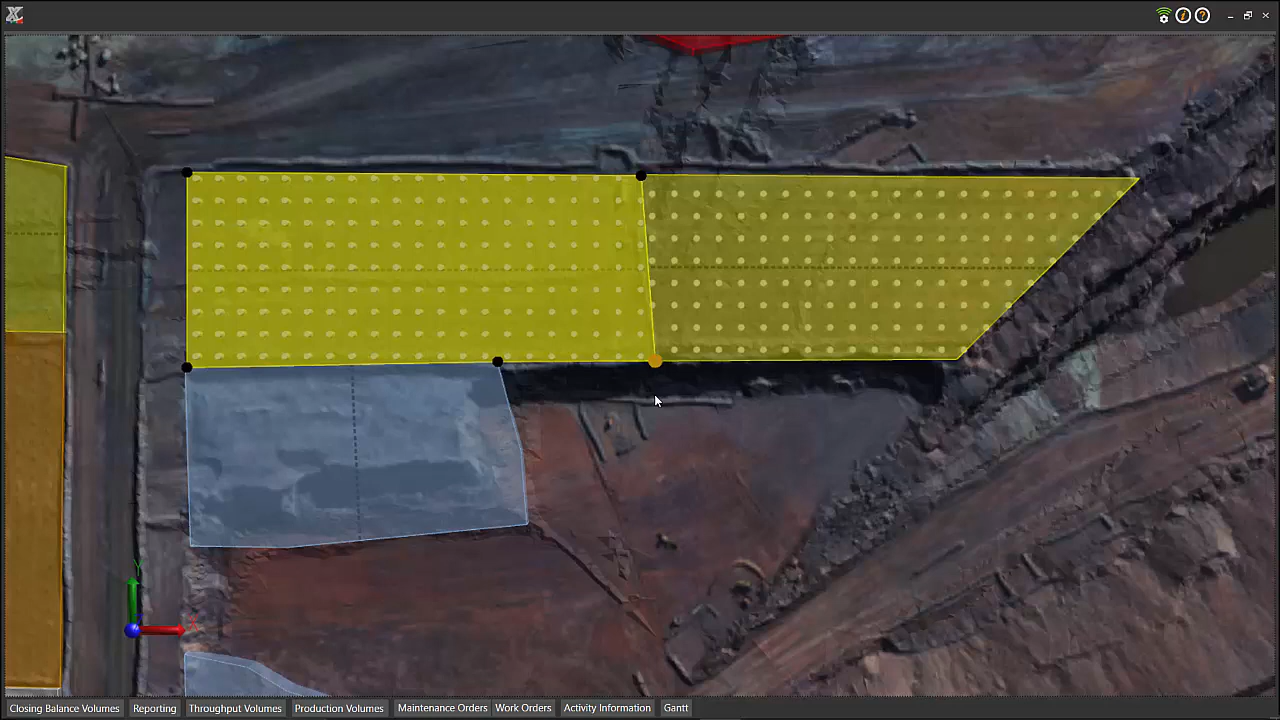 Y
X
Closing Balance Volumes Reporting Throughput Volumes Production Volumes Maintenance Orders Work Orders Activity Information Gantt